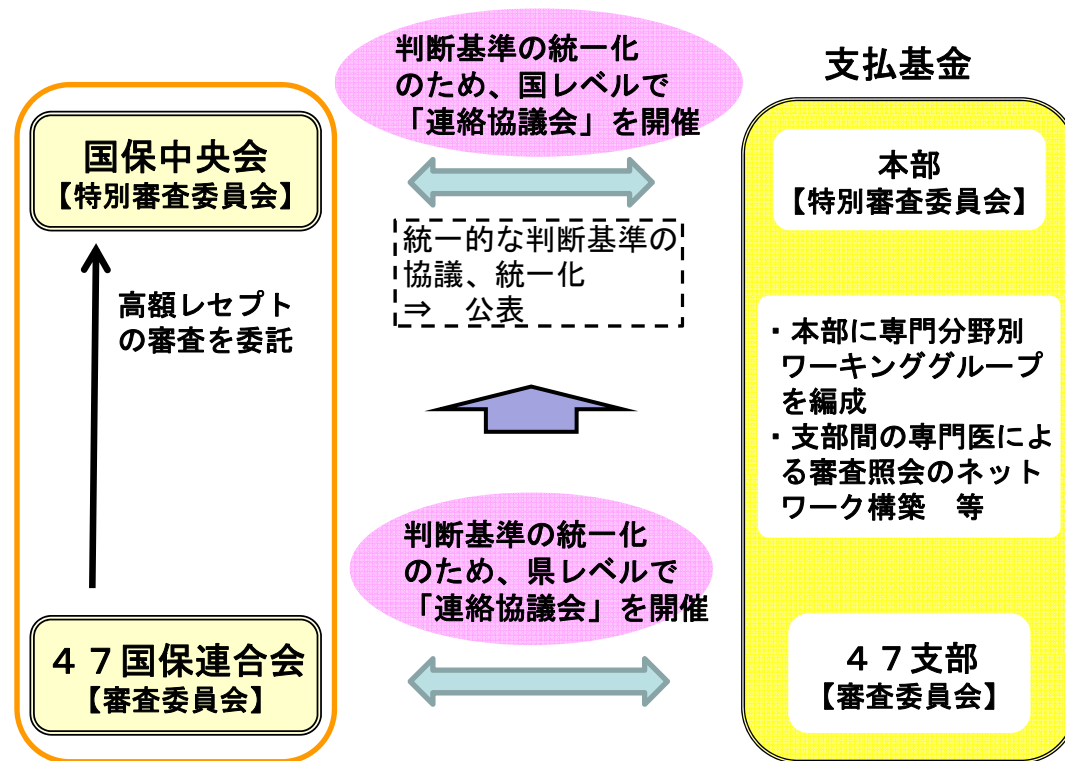 判断基準の統一化
のため、国レベルで
「連絡協議会」を開催
支払基金
国保中央会
【特別審査委員会】
本部
【特別審査委員会】
統一的な判断基準の
協議、統一化
⇒　公表
高額レセプト
の審査を委託
・本部に専門分野別
ワーキンググループ
を編成
・支部間の専門医によ
る審査照会のネット
ワーク構築　等
判断基準の統一化
のため、県レベルで
「連絡協議会」を開催
４７国保連合会
【審査委員会】
４７支部
【審査委員会】